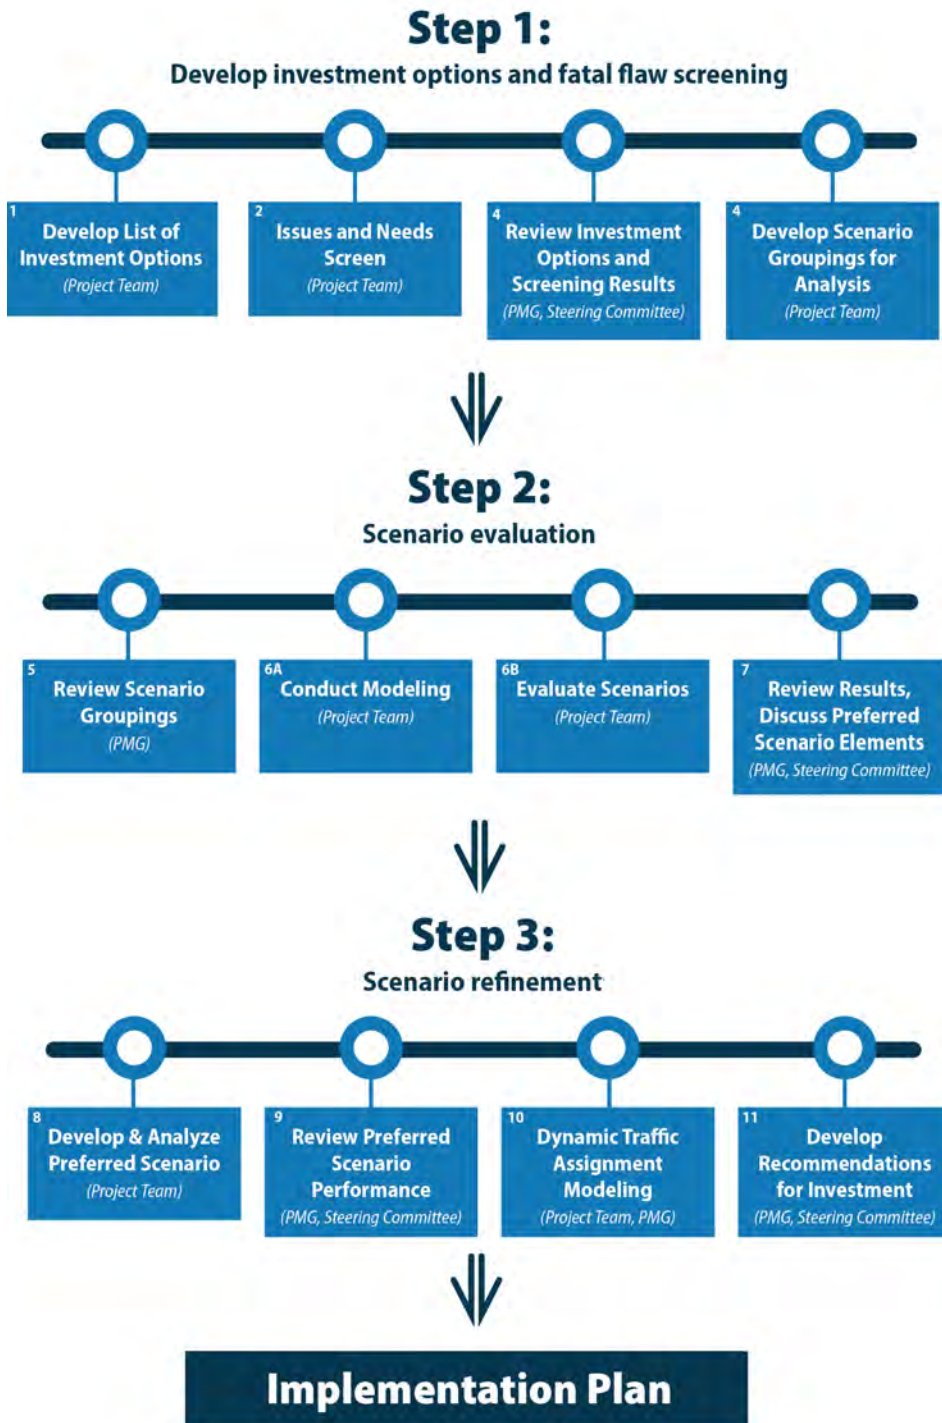 Step 1:
Develop investment options and fatal flaw screening
1
Develop List of
Investment Options
(Project Team)
2
Issues and Needs
Screen
(Project Team)
4
Review Investment
Options and
Screening Results
(PMG, Steering Committee)
4
Develop Scenario
Groupings for
Analysis
(Project Team)
Step 2:
Scenario evaluation
5
Review Scenario
Groupings
(PMG)
6A
Conduct Modeling
(Project Team)
6B
Evaluate Scenarios
(Project Team)
7
Review Results,
Discuss Preferred
Scenario Elements
(PMG, Steering Committee)
Step 3:
Scenario refinement
8
Develop & Analyze
Preferred Scenario
(Project Team)
9
Review Preferred
Scenario
Performance
(PMG, Steering Committee)
10
Dynamic Traffic
Assignment
Modeling
(Project Team, PMG)
11
Develop
Recommendations
for Investment
(PMG, Steering Committee)
Implementation Plan